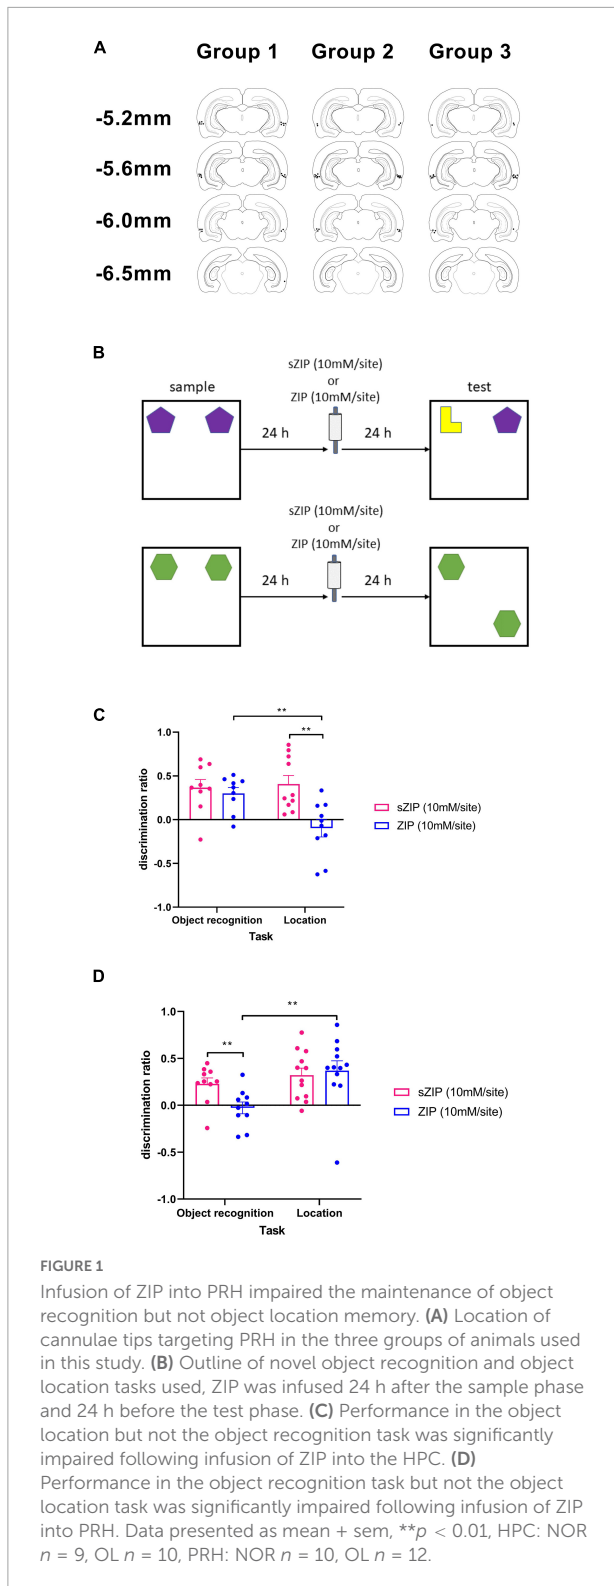 A
Group 1 Group 2 Group 3
-5.2mm
-5.6mm
-6.0mm
-6.5mm
B
sZIP (10mM/site)
or
ZIP (10mM/site)
sample
test
24 h
24 h
sZIP (10mM/site)
or
ZIP (10mM/site)
24 h
24 h
C
**
**
1.0
0.5
0.0
-0.5
-1.0
discrimination ratio
Object recognition Location
Task
sZIP (10mM/site)
ZIP (10mM/site)
D
**
**
1.0
0.5
0.0
-0.5
-1.0
discrimination ratio
Object recognition Location
Task
sZIP (10mM/site)
ZIP (10mM/site)
FIGURE 1
Infusion of ZIP into PRH impaired the maintenance of object
recognition but not object location memory. (A) Location of
cannulae tips targeting PRH in the three groups of animals used
in this study. (B) Outline of novel object recognition and object
location tasks used, ZIP was infused 24 h after the sample phase
and 24 h before the test phase. (C) Performance in the object
location but not the object recognition task was significantly
impaired following infusion of ZIP into the HPC. (D)
Performance in the object recognition task but not the object
location task was significantly impaired following infusion of ZIP
into PRH. Data presented as mean + sem, **p < 0.01, HPC: NOR
n = 9, OL n = 10, PRH: NOR n = 10, OL n = 12.